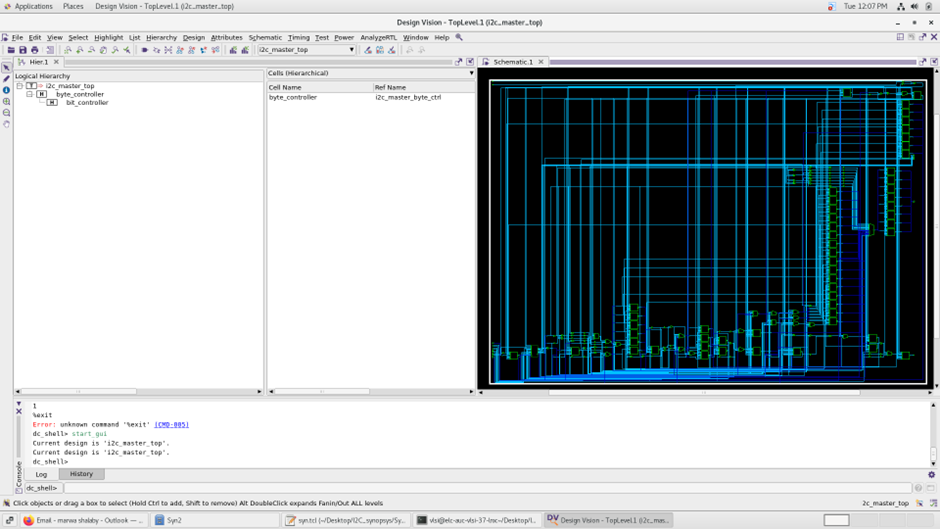 Applications Places Design Vision - TopLevel.1 (i2c_master_top) Tue 12:07 PM
Design Vision - TopLevel.1 (i2c_master_top)
File Edit View Select Highlight List Hierarchy Design Attributes Schematic Timing Test Power AnalyzeRTL Window Help
i2c_master_top
Hier.1
Schematic.1
Logical Hierarchy
i2c_master_top
byte_controller
bit_controller
Cells (Hierarchical)
Cell Name Ref Name
byte_controller i2c_master_byte_ctrl
1
%exit
Error: unknown command '%exit' (CMD-005)
dc_shell> start_gui
Current design is 'i2c_master_top'.
Current design is 'i2c_master_top'.
dc_shell>
Console
Log History
dc_shell>
Click objects or drag a box to select (Hold Ctrl to add, Shift to remove) Alt DoubleClick expands Fanin/Out ALL levels
Email - marwa shalaby - Outlook — ... Syn2 syn.tcl (~/Desktop/I2C_synopsys/Sy... vlsi@elc-auc-vlsi-37-lnx:~/Desktop/I... Design Vision - TopLevel.1 (i2c_mas...